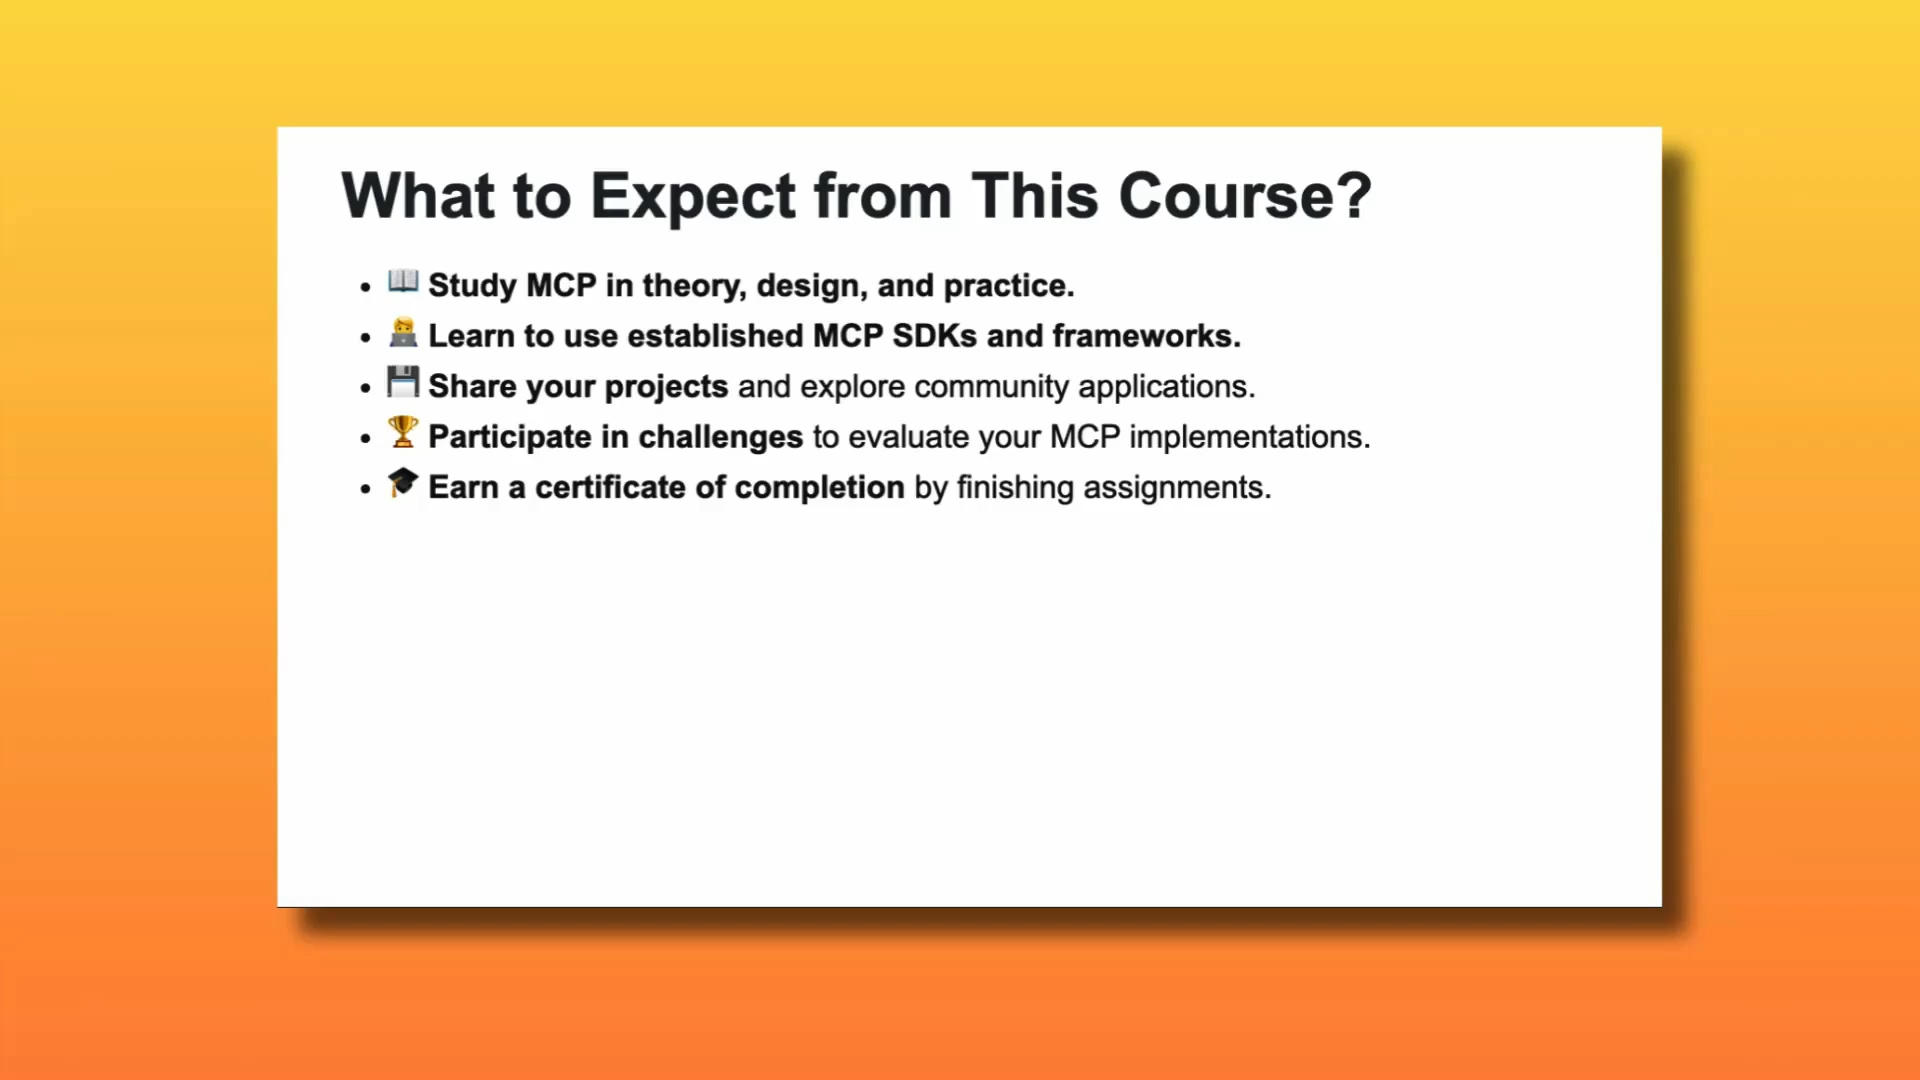 What to Expect from This Course?
• 📖 Study MCP in theory, design, and practice.
• 🧑‍💻 Learn to use established MCP SDKs and frameworks.
• 💾 Share your projects and explore community applications.
• 🏆 Participate in challenges to evaluate your MCP implementations.
• 🎓 Earn a certificate of completion by finishing assignments.